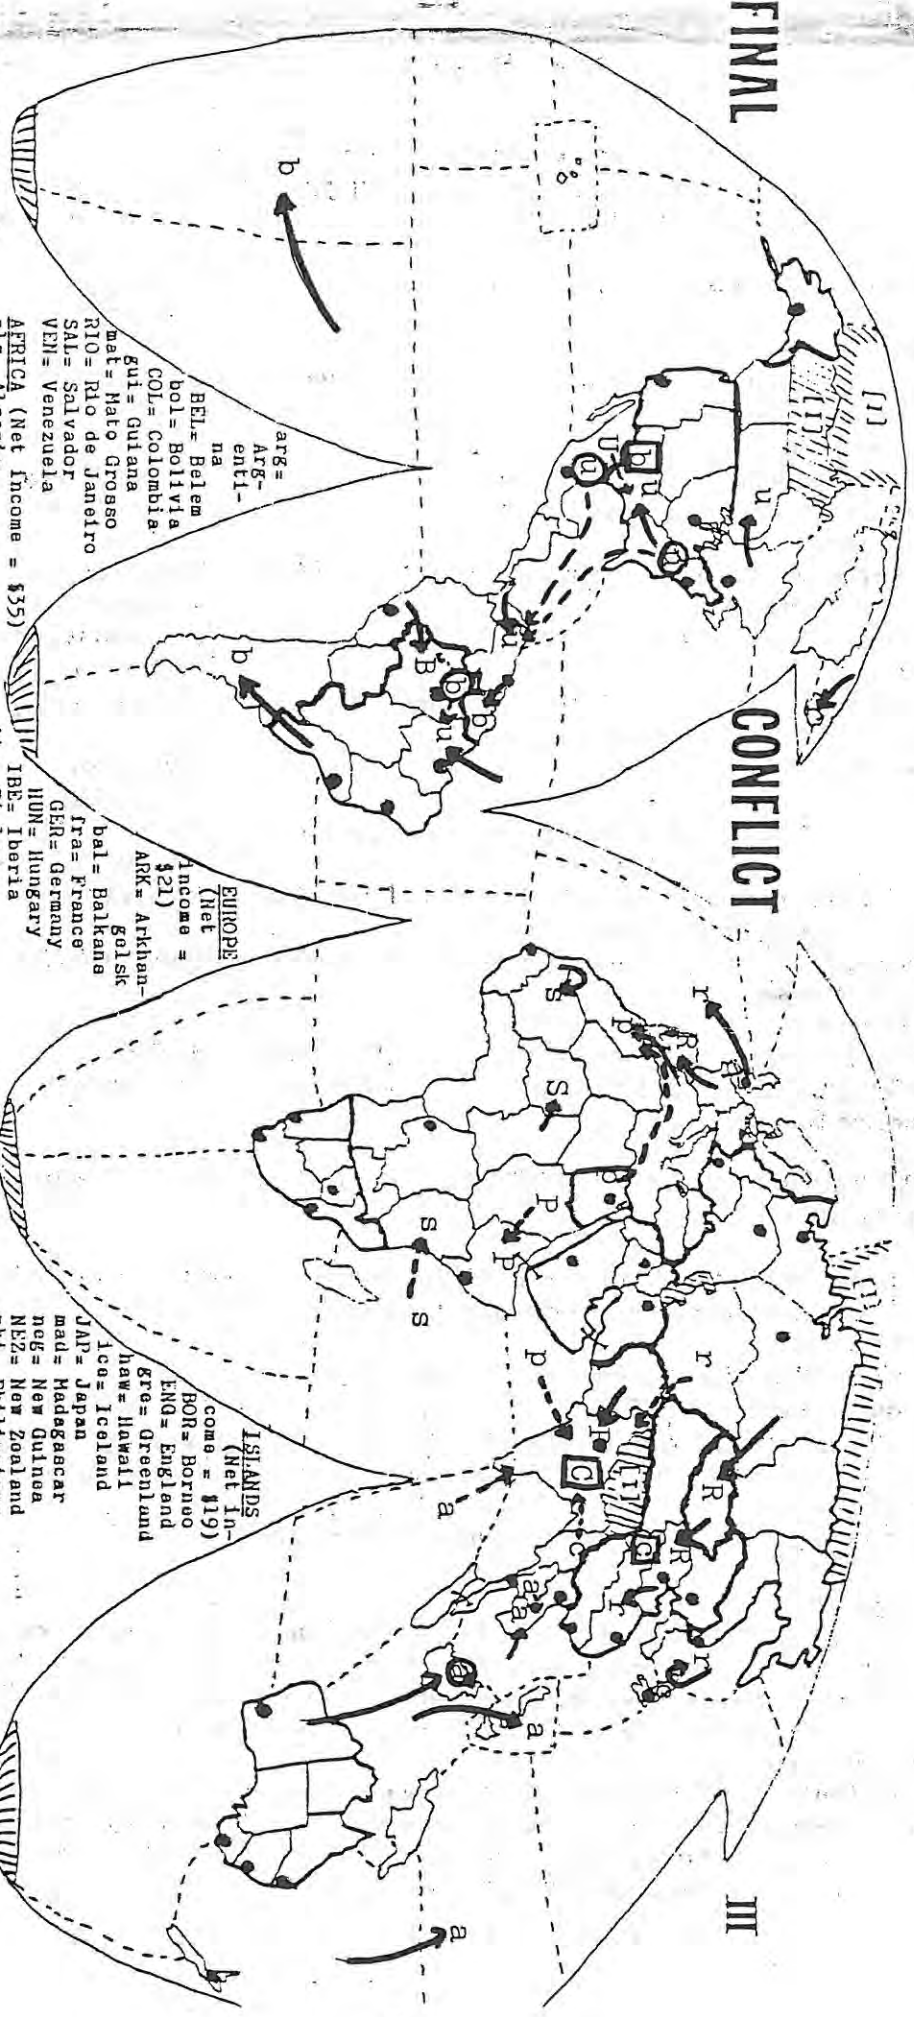 FINAL CONFLICT III
[I]
[I]
b
u
U
b
u
u
u
u
b
B
b
b
u
arg=
Arg-
enti-
na
BEL= Belem
bol= Bolivia
COL= Colombia
gui= Guiana
mat= Mato Grosso
RIO= Rio de Janeiro
SAL= Salvador
VEN= Venezuela
AFRICA (Net income = $35)
IBE= Iberia
EUROPE
(Net
income =
$21)
ARK= Arkhan-
gelsk
bal= Balkans
fra= France
GER= Germany
HUN= Hungary
r
s
p
S
p
P
P
s
s
r
p
[I]
C
a
c
c
R
R
r
r
a
a
a
a
a
ISLANDS
(Net in-
come = $19)
BOR= Borneo
ENG= England
gre= Greenland
haw= Hawaii
ice= Iceland
JAP= Japan
mad= Madagascar
neg= New Guinea
NEZ= New Zealand